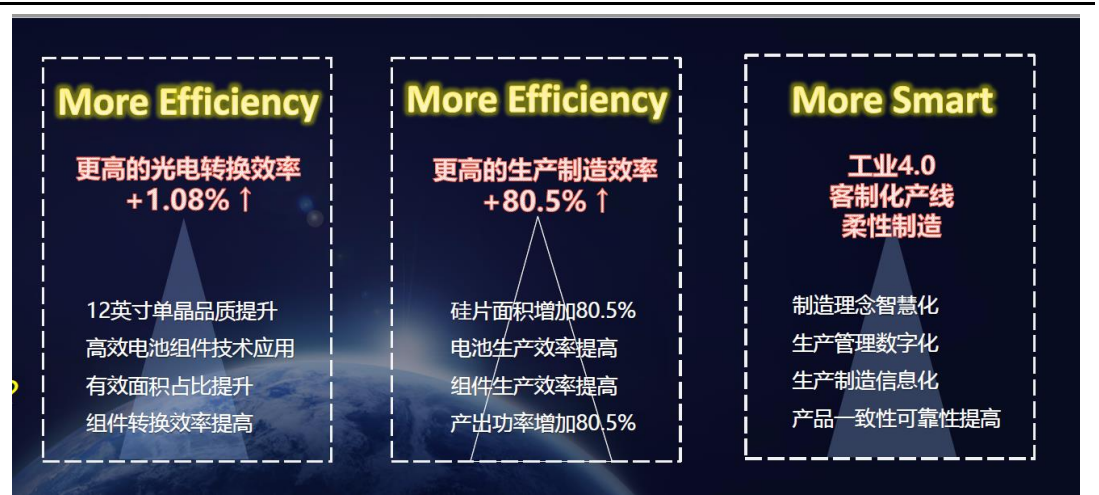 More Efficiency
更高的光电转换效率
+1.08%↑
12英寸单晶品质提升
高效电池组件技术应用
有效面积占比提升
组件转换效率提高
More Efficiency
更高的生产制造效率
+80.5%↑
硅片面积增加80.5%
电池生产效率提高
组件生产效率提高
产出功率增加80.5%
More Smart
工业4.0
客制化产线
柔性制造
制造理念智慧化
生产管理数字化
生产制造信息化
产品一致性可靠性提高